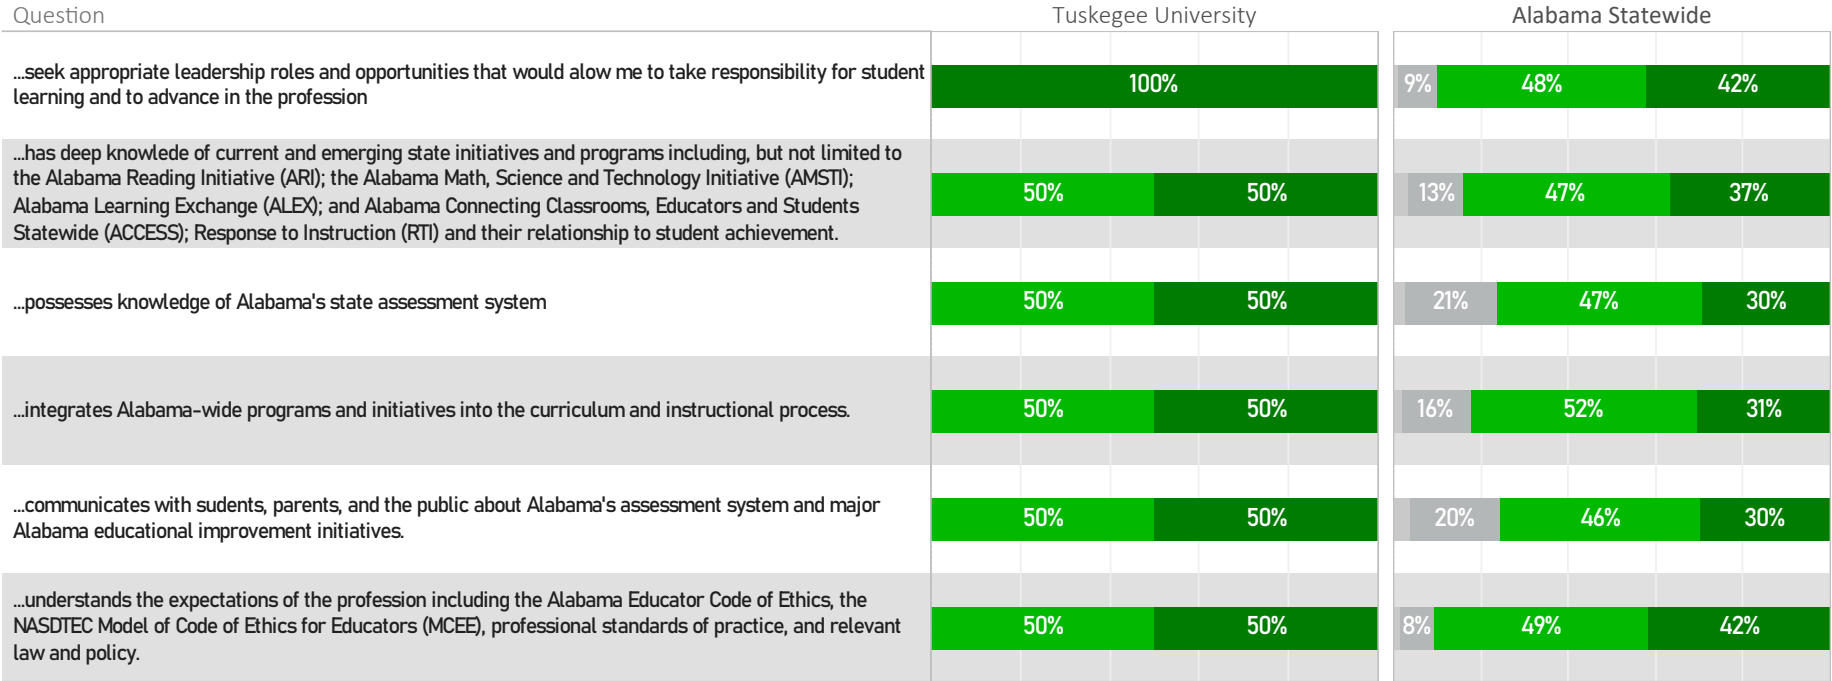 Question
Tuskegee University
Alabama Statewide
...seek appropriate leadership roles and opportunities that would alow me to take responsibility for student
learning and to advance in the profession
100%
9%
48%
42%
...has deep knowlede of current and emerging state initiatives and programs including, but not limited to
the Alabama Reading Initiative (ARI); the Alabama Math, Science and Technology Initiative (AMSTI);
Alabama Learning Exchange (ALEX); and Alabama Connecting Classrooms, Educators and Students
Statewide (ACCESS); Response to Instruction (RTI) and their relationship to student achievement.
50%
50%
13%
47%
37%
...possesses knowledge of Alabama's state assessment system
50%
50%
21%
47%
30%
...integrates Alabama-wide programs and initiatives into the curriculum and instructional process.
50%
50%
16%
52%
31%
...communicates with sudents, parents, and the public about Alabama's assessment system and major
Alabama educational improvement initiatives.
50%
50%
20%
46%
30%
...understands the expectations of the profession including the Alabama Educator Code of Ethics, the
NASDTEC Model of Code of Ethics for Educators (MCEE), professional standards of practice, and relevant
law and policy.
50%
50%
8%
49%
42%